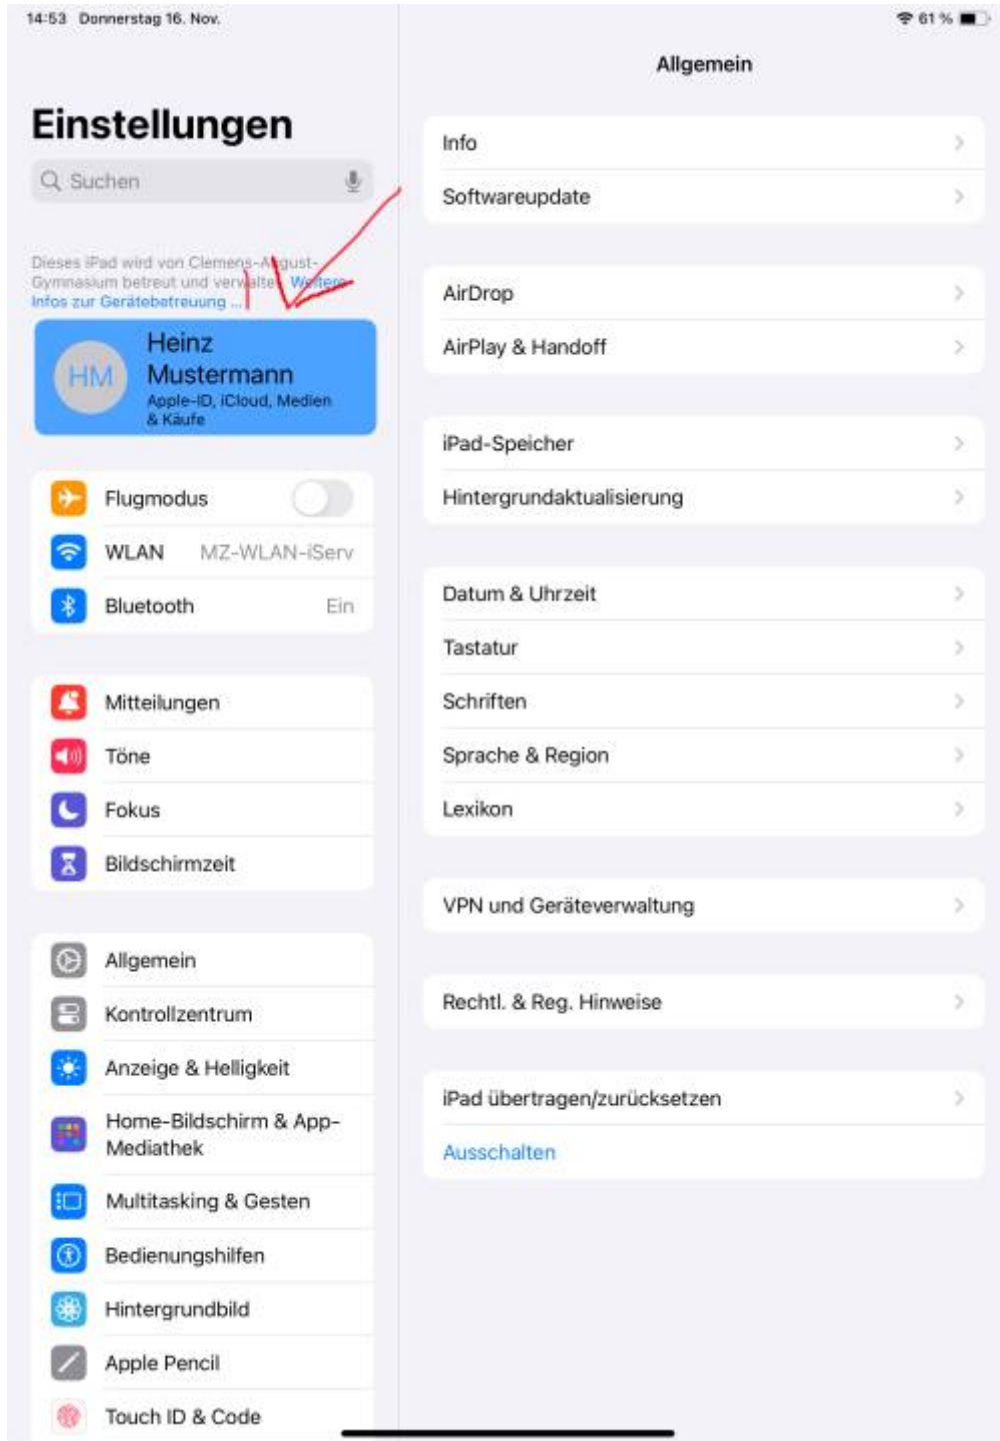 14:53 Donnerstag 16. Nov.
61 %
Einstellungen
Suchen
Dieses iPad wird von Clemens-August-
Gymnasium betreut und verwaltet. Weitere
Infos zur Gerätebetreuung ...
HM
Heinz
Mustermann
Apple-ID, iCloud, Medien
& Käufe
Flugmodus
WLAN MZ-WLAN-iServ
Bluetooth Ein
Mitteilungen
Töne
Fokus
Bildschirmzeit
Allgemein
Kontrollzentrum
Anzeige & Helligkeit
Home-Bildschirm & App-
Mediathek
Multitasking & Gesten
Bedienungshilfen
Hintergrundbild
Apple Pencil
Touch ID & Code
Allgemein
Info
Softwareupdate
AirDrop
AirPlay & Handoff
iPad-Speicher
Hintergrundaktualisierung
Datum & Uhrzeit
Tastatur
Schriften
Sprache & Region
Lexikon
VPN und Geräteverwaltung
Rechtl. & Reg. Hinweise
iPad übertragen/zurücksetzen
Ausschalten